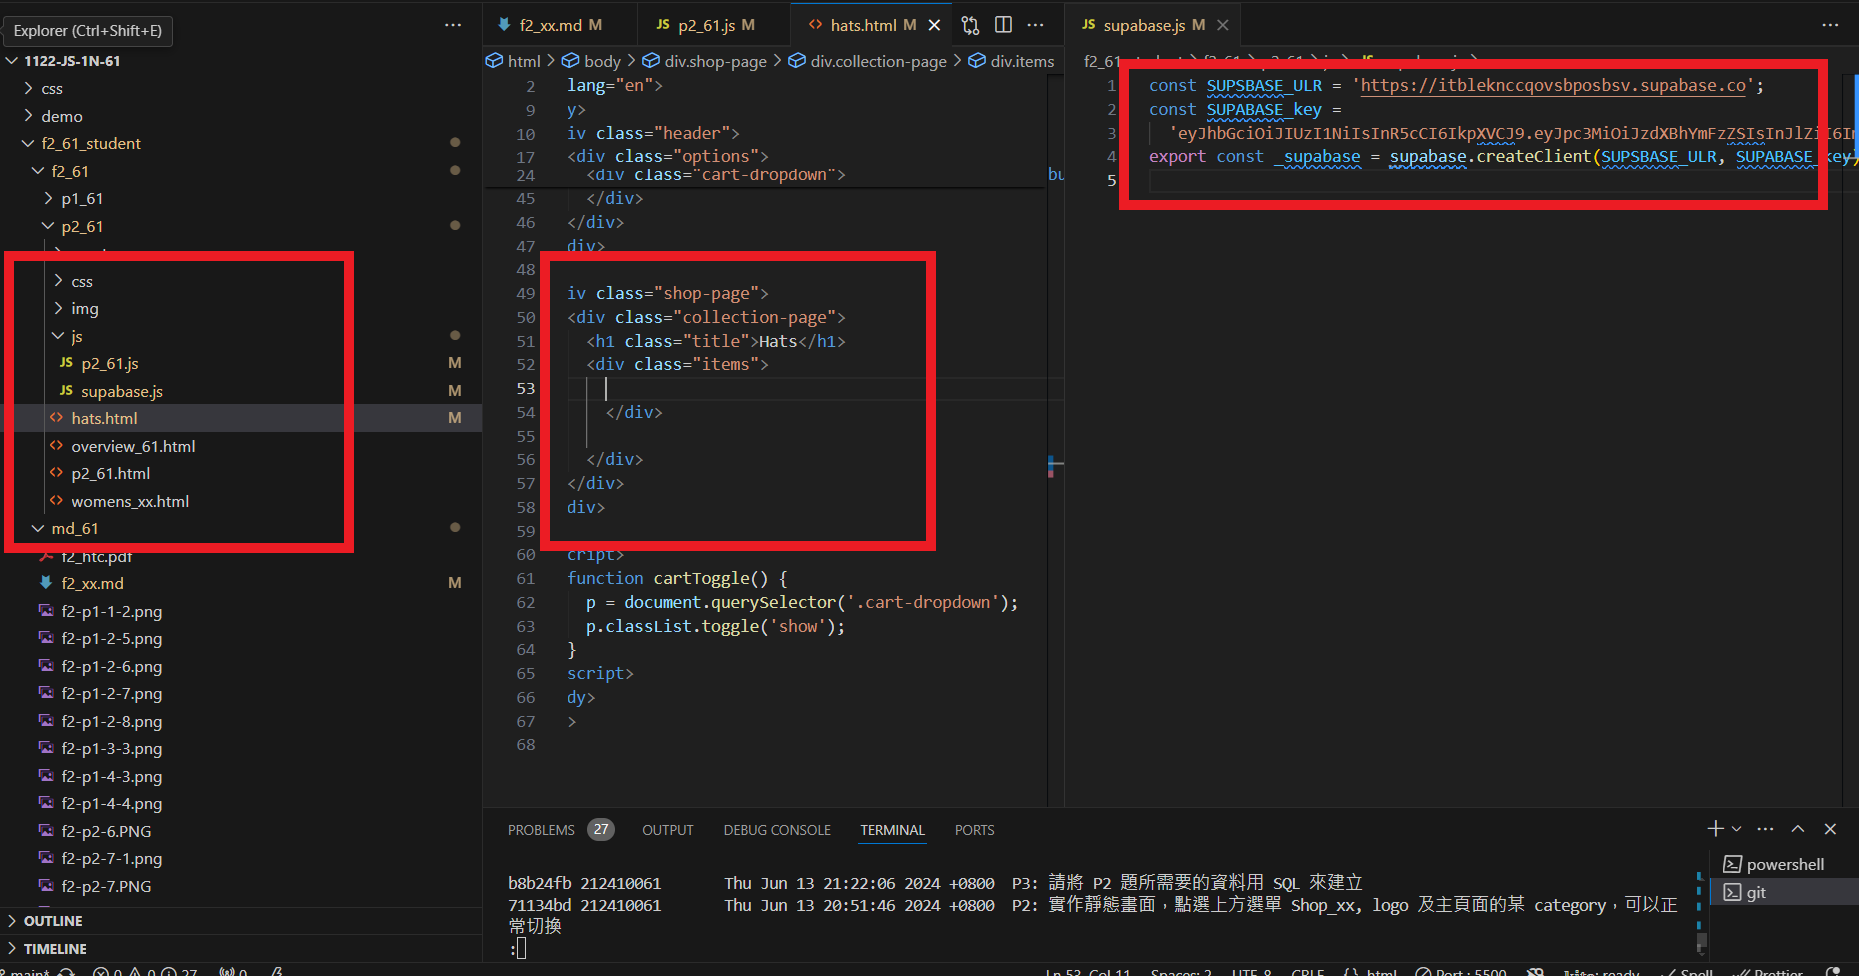 Explorer (Ctrl+Shift+E)
1122-JS-1N-61
css
demo
f2_61_student
f2_61
p1_61
p2_61
css
img
js
JS p2_61.js M
JS supabase.js M
hats.html M
overview_61.html
p2_61.html
womens_xx.html
md_61
f2_htc.pdf
f2_xx.md M
f2-p1-1-2.png
f2-p1-2-5.png
f2-p1-2-6.png
f2-p1-2-7.png
f2-p1-2-8.png
f2-p1-3-3.png
f2-p1-4-3.png
f2-p1-4-4.png
f2-p2-6.PNG
f2-p2-7-1.png
f2-p2-7.PNG
OUTLINE
TIMELINE
f2_xx.md M JS p2_61.js M hats.html M
html > body > div.shop-page > div.collection-page > div.items
2 lang="en">
9 y>
10 iv class="header">
17 <div class="options">
24 <div class="cart-dropdown">
45 </div>
46 </div>
47 div>
48
49 iv class="shop-page">
50 <div class="collection-page">
51 <h1 class="title">Hats</h1>
52 <div class="items">
53
54 </div>
55
56 </div>
57 </div>
58 div>
59
60 cript>
61 function cartToggle() {
62 p = document.querySelector('.cart-dropdown');
63 p.classList.toggle('show');
64 }
65 script>
66 dy>
67 >
68
JS supabase.js M
1 const SUPSBASE_ULR = 'https://itbleknccqovsbposbsv.supabase.co';
2 const SUPABASE_key =
3 'eyJhbGciOiJIUzI1NiIsInR5cCI6IkpXVCJ9.eyJpc3MiOiJzdXBhYmFzZSIsInJlZiI6In
4 export const _supabase = supabase.createClient(SUPSBASE_ULR, SUPABASE_key)
5
PROBLEMS 27 OUTPUT DEBUG CONSOLE TERMINAL PORTS
b8b24fb 212410061 Thu Jun 13 21:22:06 2024 +0800 P3: 請將 P2 題所需要的資料用 SQL 來建立
71134bd 212410061 Thu Jun 13 20:51:46 2024 +0800 P2: 實作靜態畫面，點選上方選單 Shop_xx, logo 及主頁面的某 category，可以正
常切換
:
powershell
git
main* 0 0 27 0
Ln 53, Col 11 Spaces: 2 UTF-8 CRLF {} html Port : 5500 kite: ready Spell Prettier